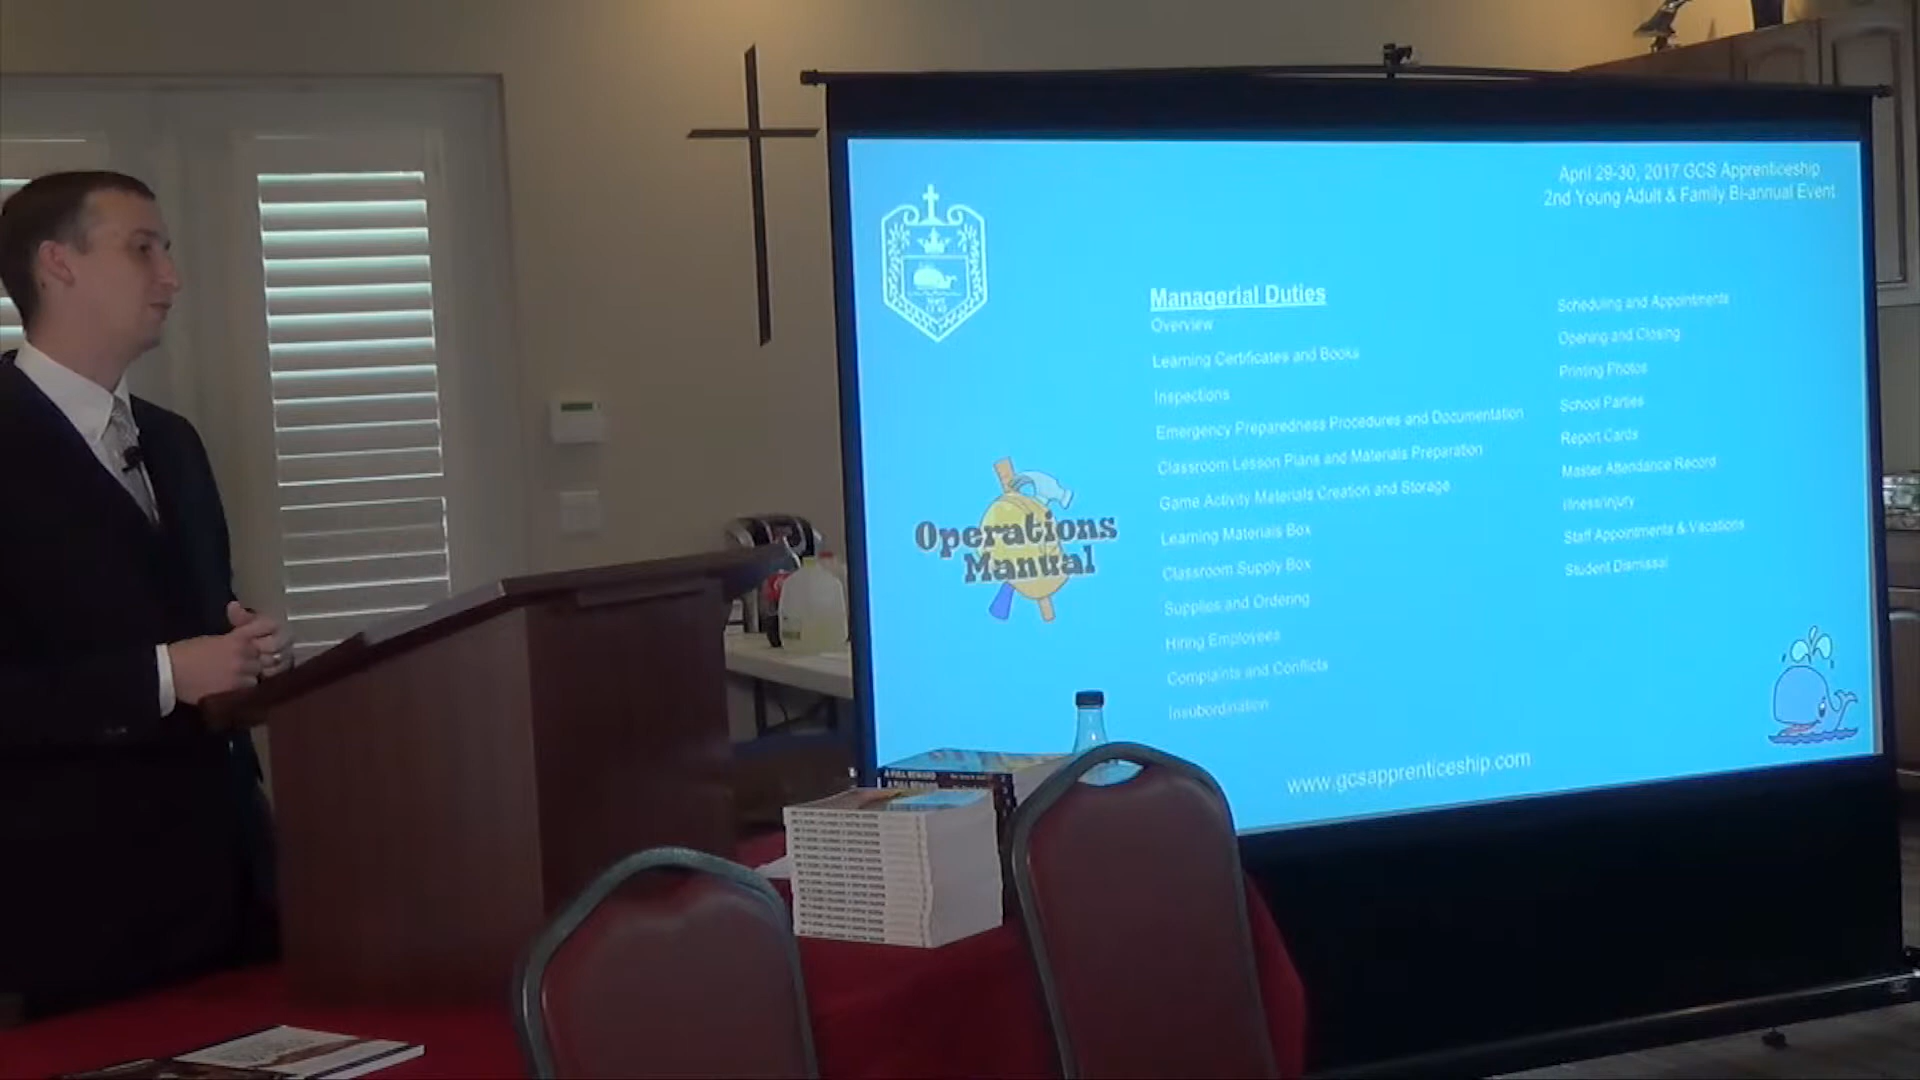 April 29-30, 2017 GCS Apprenticeship
2nd Young Adult & Family Bi-annual Event
Managerial Duties
Overview
Learning Certificates and Books
Inspections
Emergency Preparedness Procedures and Documentation
Classroom Lesson Plans and Materials Preparation
Game Activity Materials Creation and Storage
Learning Materials Box
Classroom Supply Box
Supplies and Ordering
Hiring Employees
Complaints and Conflicts
Insubordination
Scheduling and Appointments
Opening and Closing
Printing Photos
School Parties
Report Cards
Master Attendance Record
Illness/Injury
Staff Appointments & Vacations
Student Dismissal
Operations
Manual
www.gcsapprenticeship.com
A FULL REWARD
A FULL REWARD